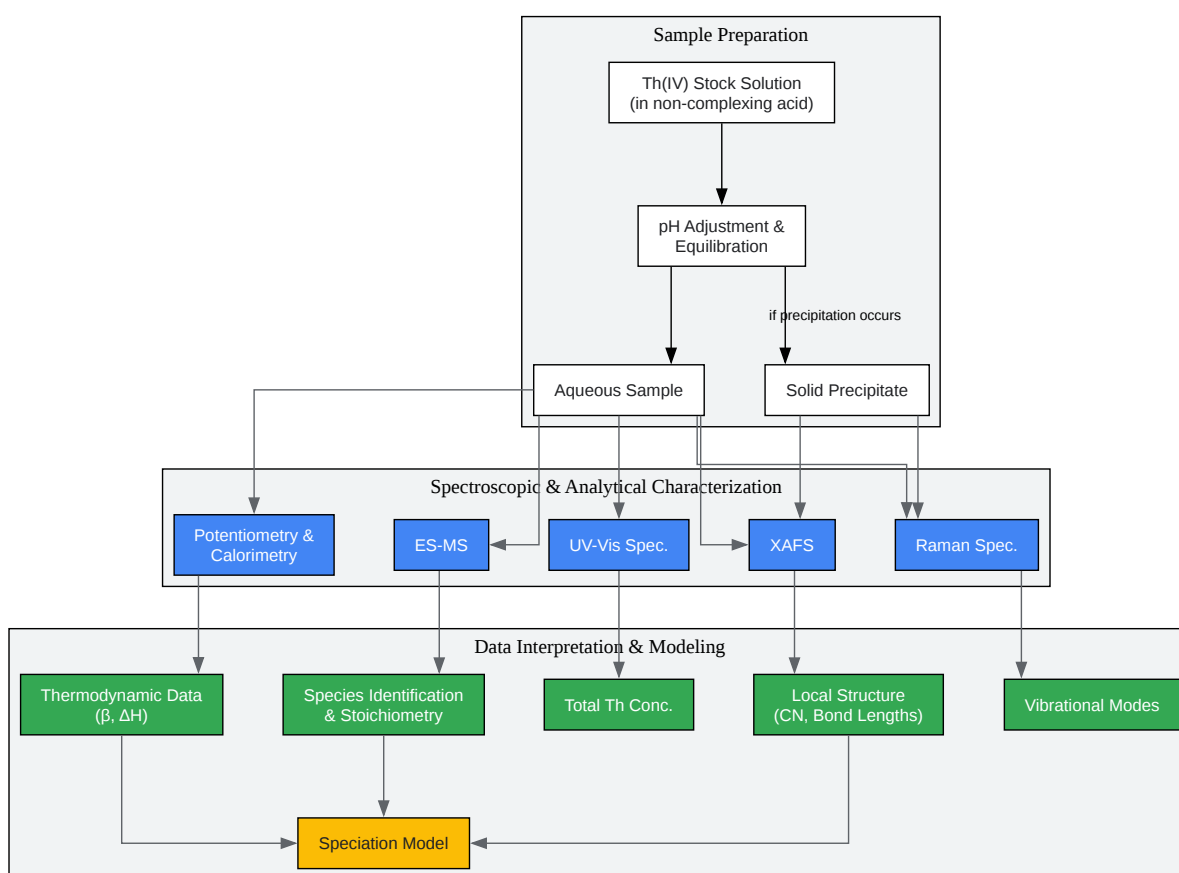 Sample Preparation
Th(IV) Stock Solution
(in non-complexing acid)
pH Adjustment &
Equilibration
if precipitation occurs
Aqueous Sample
Solid Precipitate
Spectroscopic & Analytical Characterization
Potentiometry &
Calorimetry
ES-MS
UV-Vis Spec.
XAFS
Raman Spec.
Data Interpretation & Modeling
Thermodynamic Data
(β, ΔH)
Species Identification
& Stoichiometry
Total Th Conc.
Local Structure
(CN, Bond Lengths)
Vibrational Modes
Speciation Model